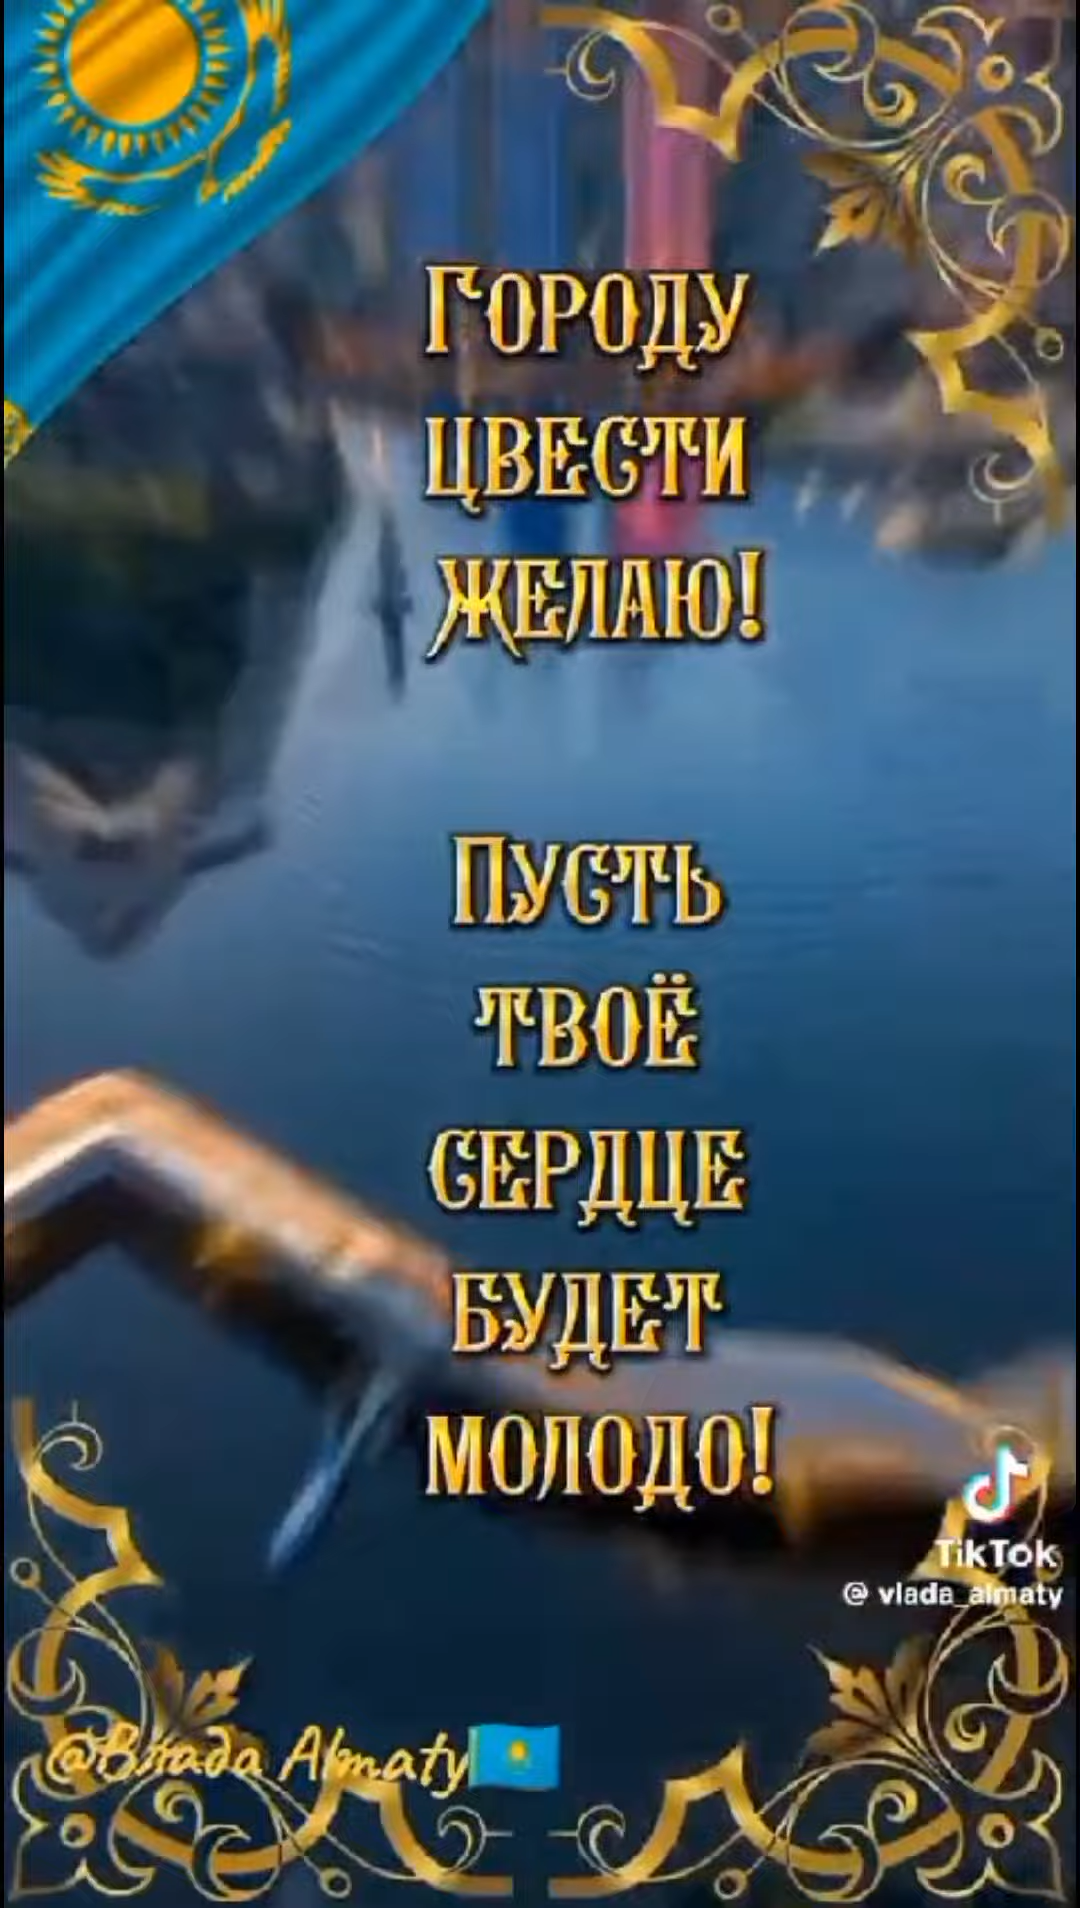 Городу
цвести
желаю!
Пусть
твоё
сердце
будет
молодо!
TikTok
@ vlada_almaty
@Влада Almaty